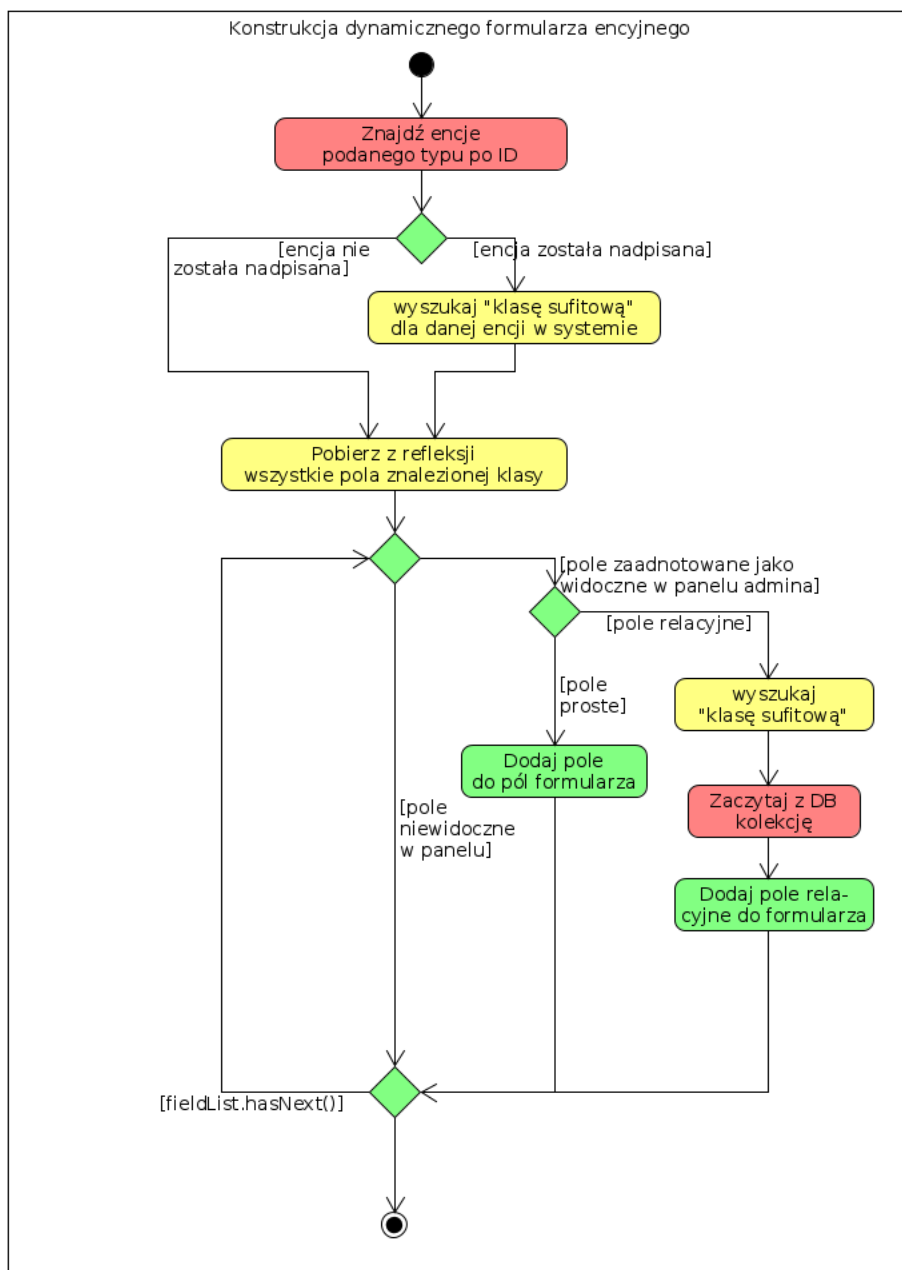 Konstrukcja dynamicznego formularza encyjnego
Znajdź encje
podanego typu po ID
[encja nie
została nadpisana]
[encja została nadpisana]
wyszukaj "klasę sufitową"
dla danej encji w systemie
Pobierz z refleksji
wszystkie pola znalezionej klasy
[pole zaadnotowane jako
widoczne w panelu admina]
[pole relacyjne]
[pole
proste]
wyszukaj
"klasę sufitową"
Dodaj pole
do pól formularza
Zaczytaj z DB
kolekcję
[pole
niewidoczne
w panelu]
Dodaj pole rela-
cyjne do formularza
[fieldList.hasNext()]